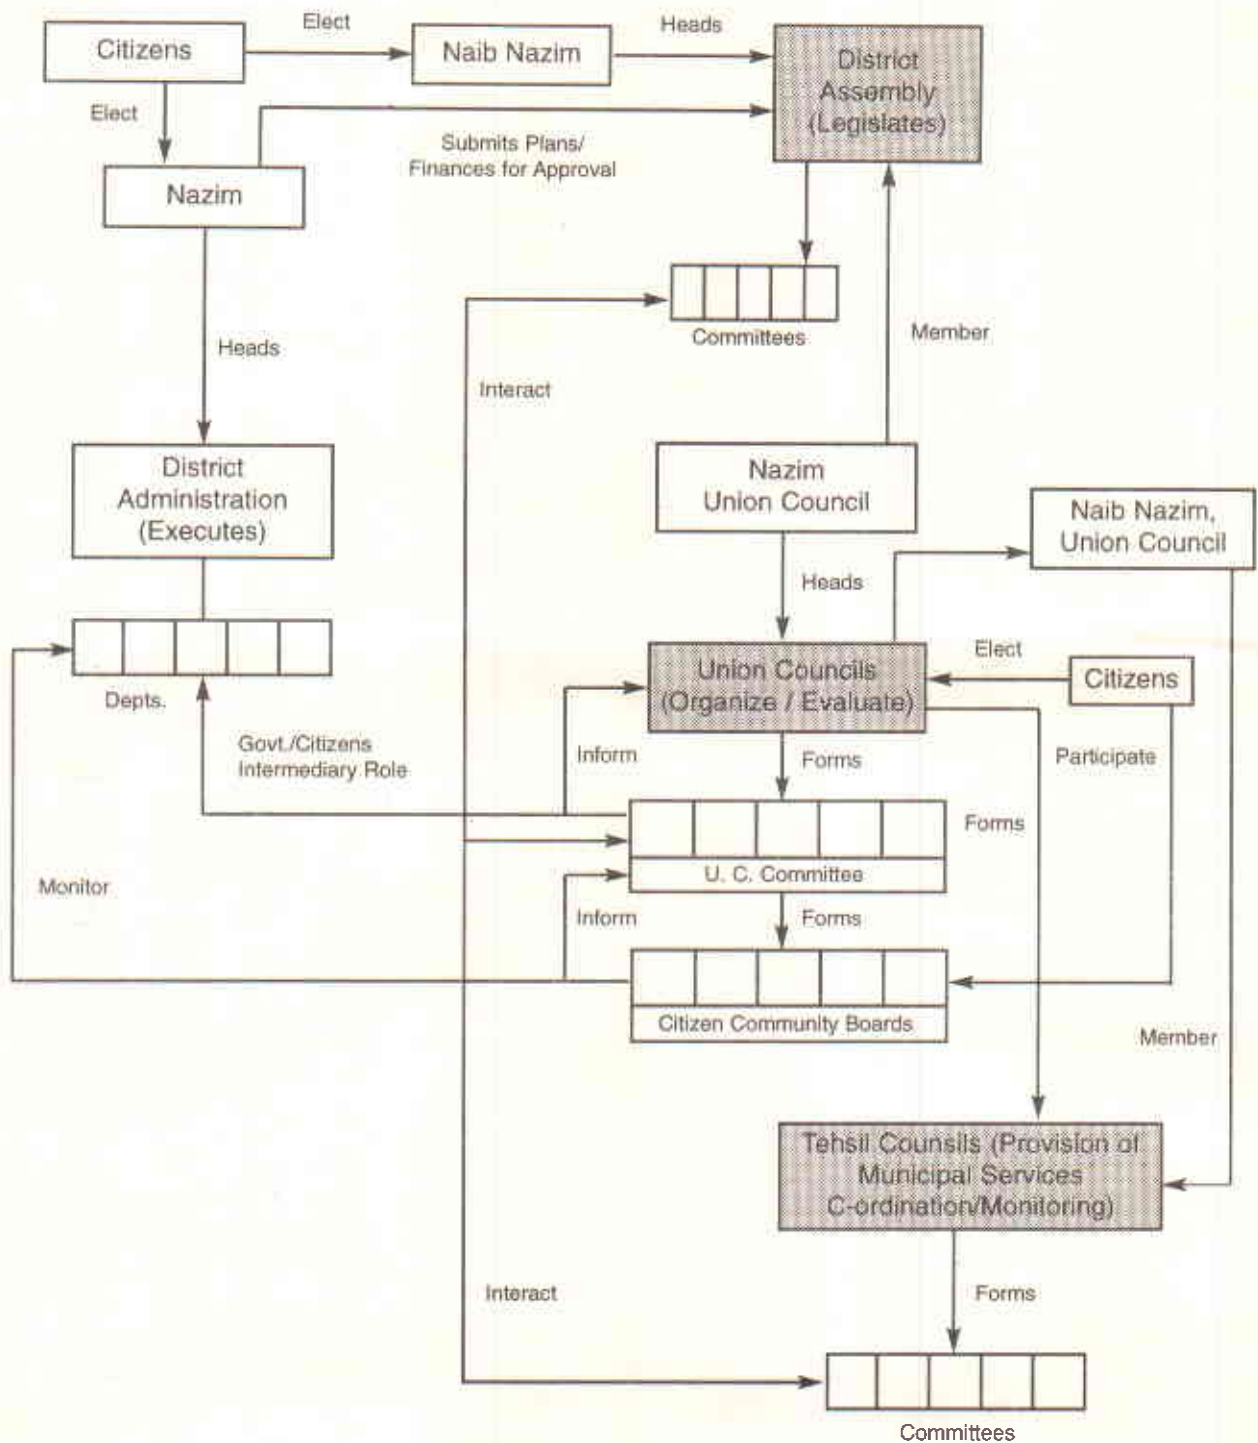 Elect
Heads
Citizens
Naib Nazim
District
Assembly
(Legislates)
Elect
Submits Plans/
Finances for Approval
Nazim
Committees
Member
Heads
Interact
District
Administration
(Executes)
Nazim
Union Council
Naib Nazim,
Union Council
Heads
Depts.
Union Councils
(Organize / Evaluate)
Elect
Citizens
Govt./Citizens
Intermediary Role
Inform
Forms
Participate
Forms
U. C. Committee
Monitor
Inform
Forms
Citizen Community Boards
Member
Tehsil Counsils (Provision of
Municipal Services
C-ordination/Monitoring)
Interact
Forms
Committees